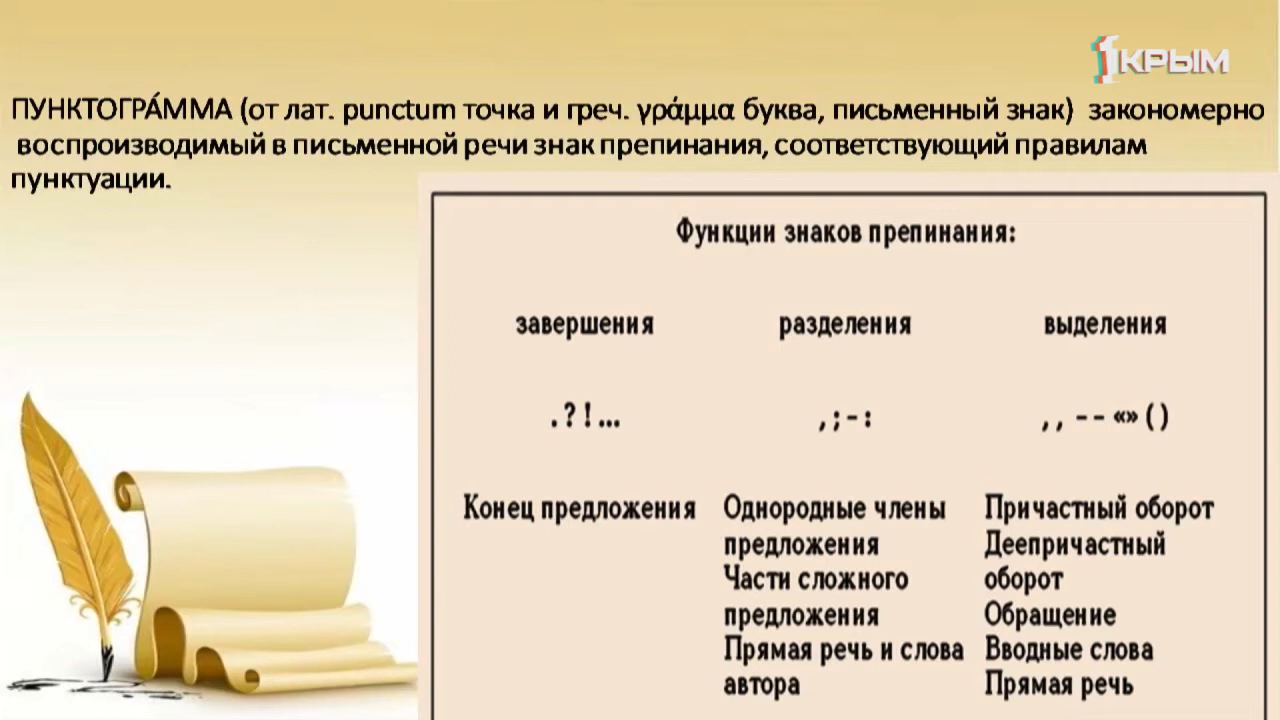 1КРЫМ
ПУНКТОГРА́ММА (от лат. punctum точка и греч. γράμμα буква, письменный знак) закономерно
воспроизводимый в письменной речи знак препинания, соответствующий правилам
пунктуации.
Функции знаков препинания:
завершения разделения выделения
. ? ! ... , ; – : , , – – «» ( )
Конец предложения Однородные члены Причастный оборот
предложения Деепричастный
Части сложного оборот
предложения Обращение
Прямая речь и слова Вводные слова
автора Прямая речь